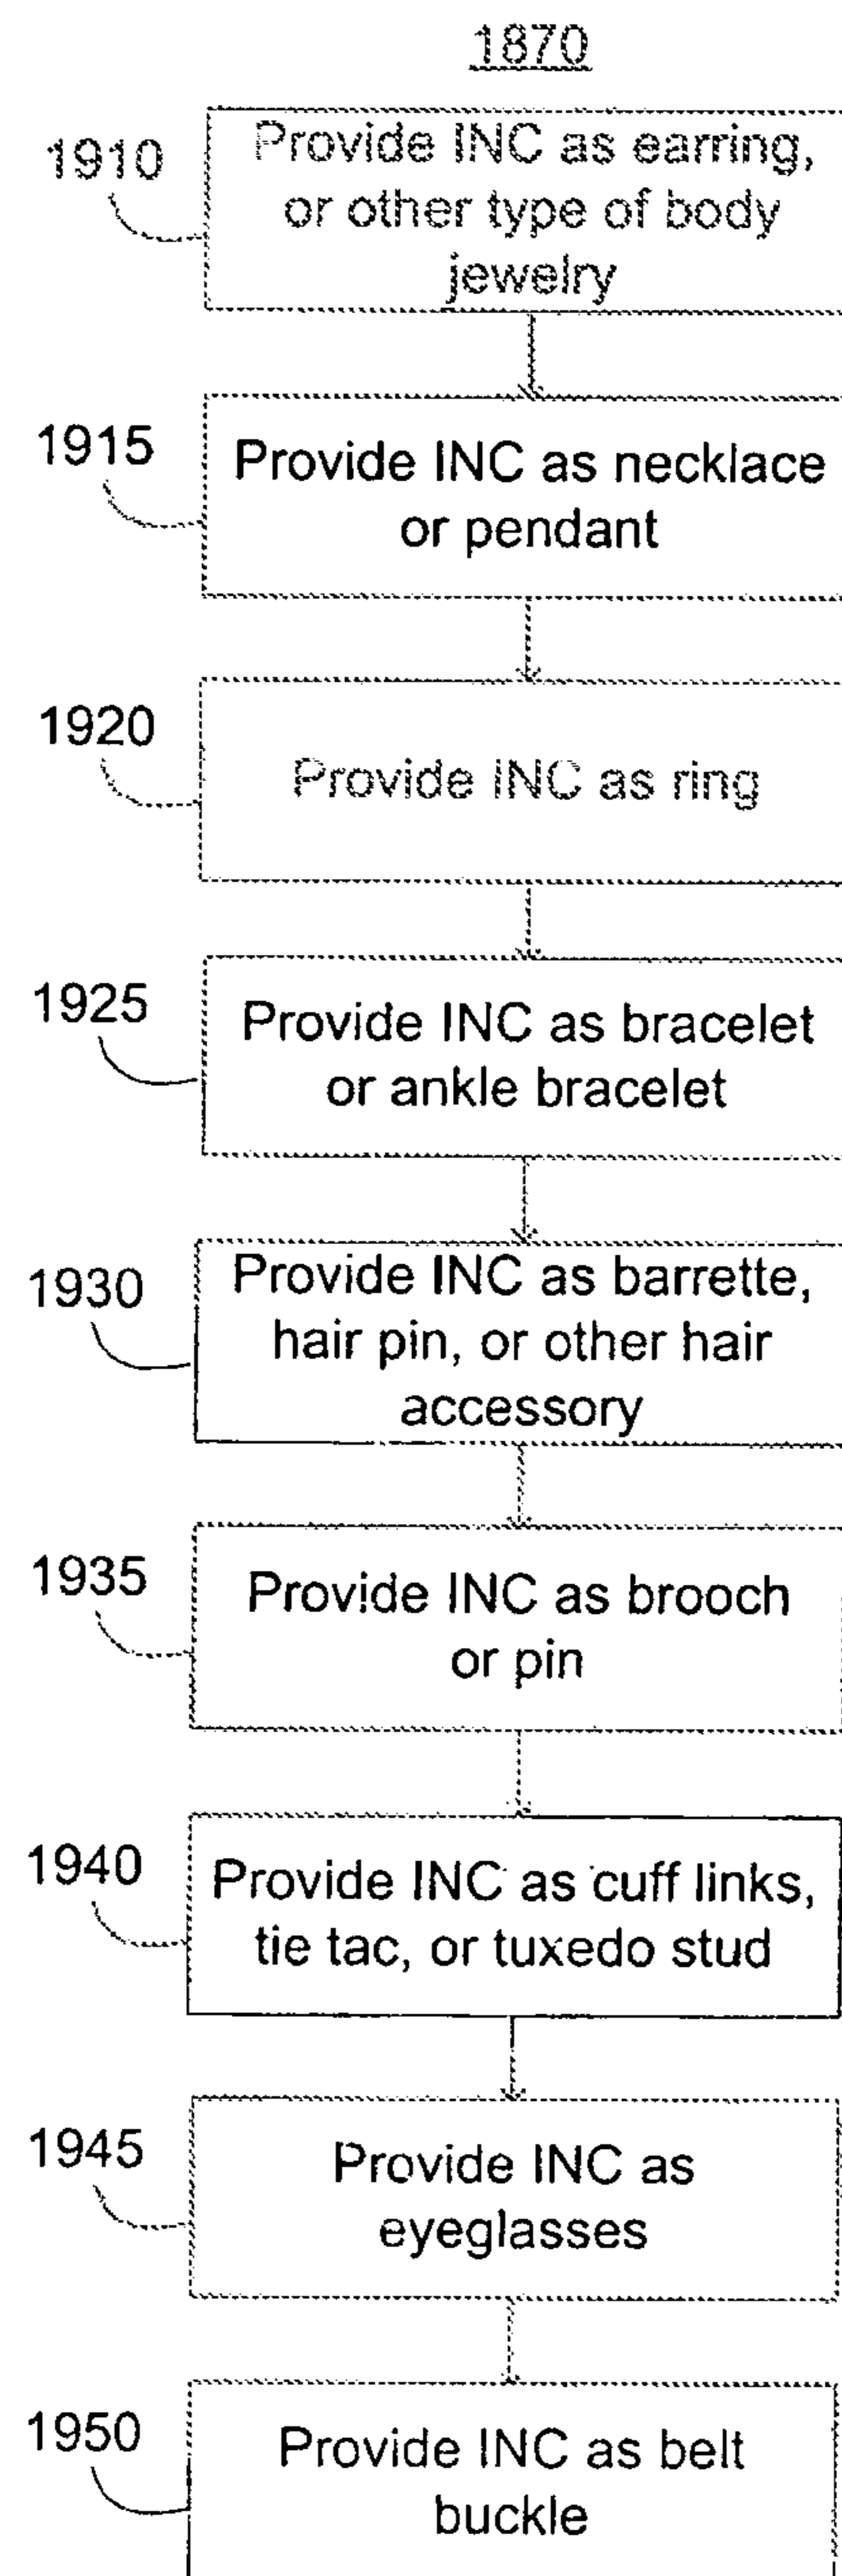 1870
1910
Provide INC as earring,
or other type of body
jewelry
1915
Provide INC as necklace
or pendant
1920
Provide INC as ring
1925
Provide INC as bracelet
or ankle bracelet
1930
Provide INC as barrette,
hair pin, or other hair
accessory
1935
Provide INC as brooch
or pin
1940
Provide INC as cuff links,
tie tac, or tuxedo stud
1945
Provide INC as
eyeglasses
1950
Provide INC as belt
buckle